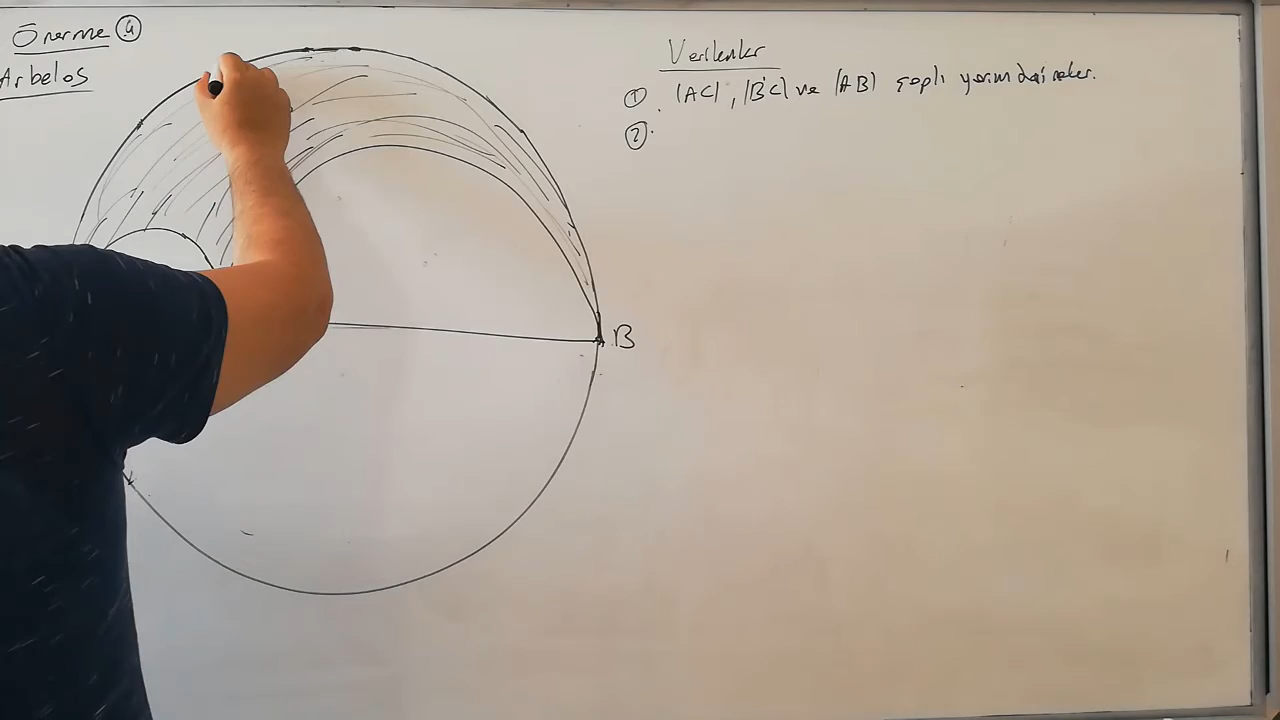 Önerme ④
Arbelos
B
Verilenler
① |AC|, |BC| ve |AB| çaplı yarım daireler.
②